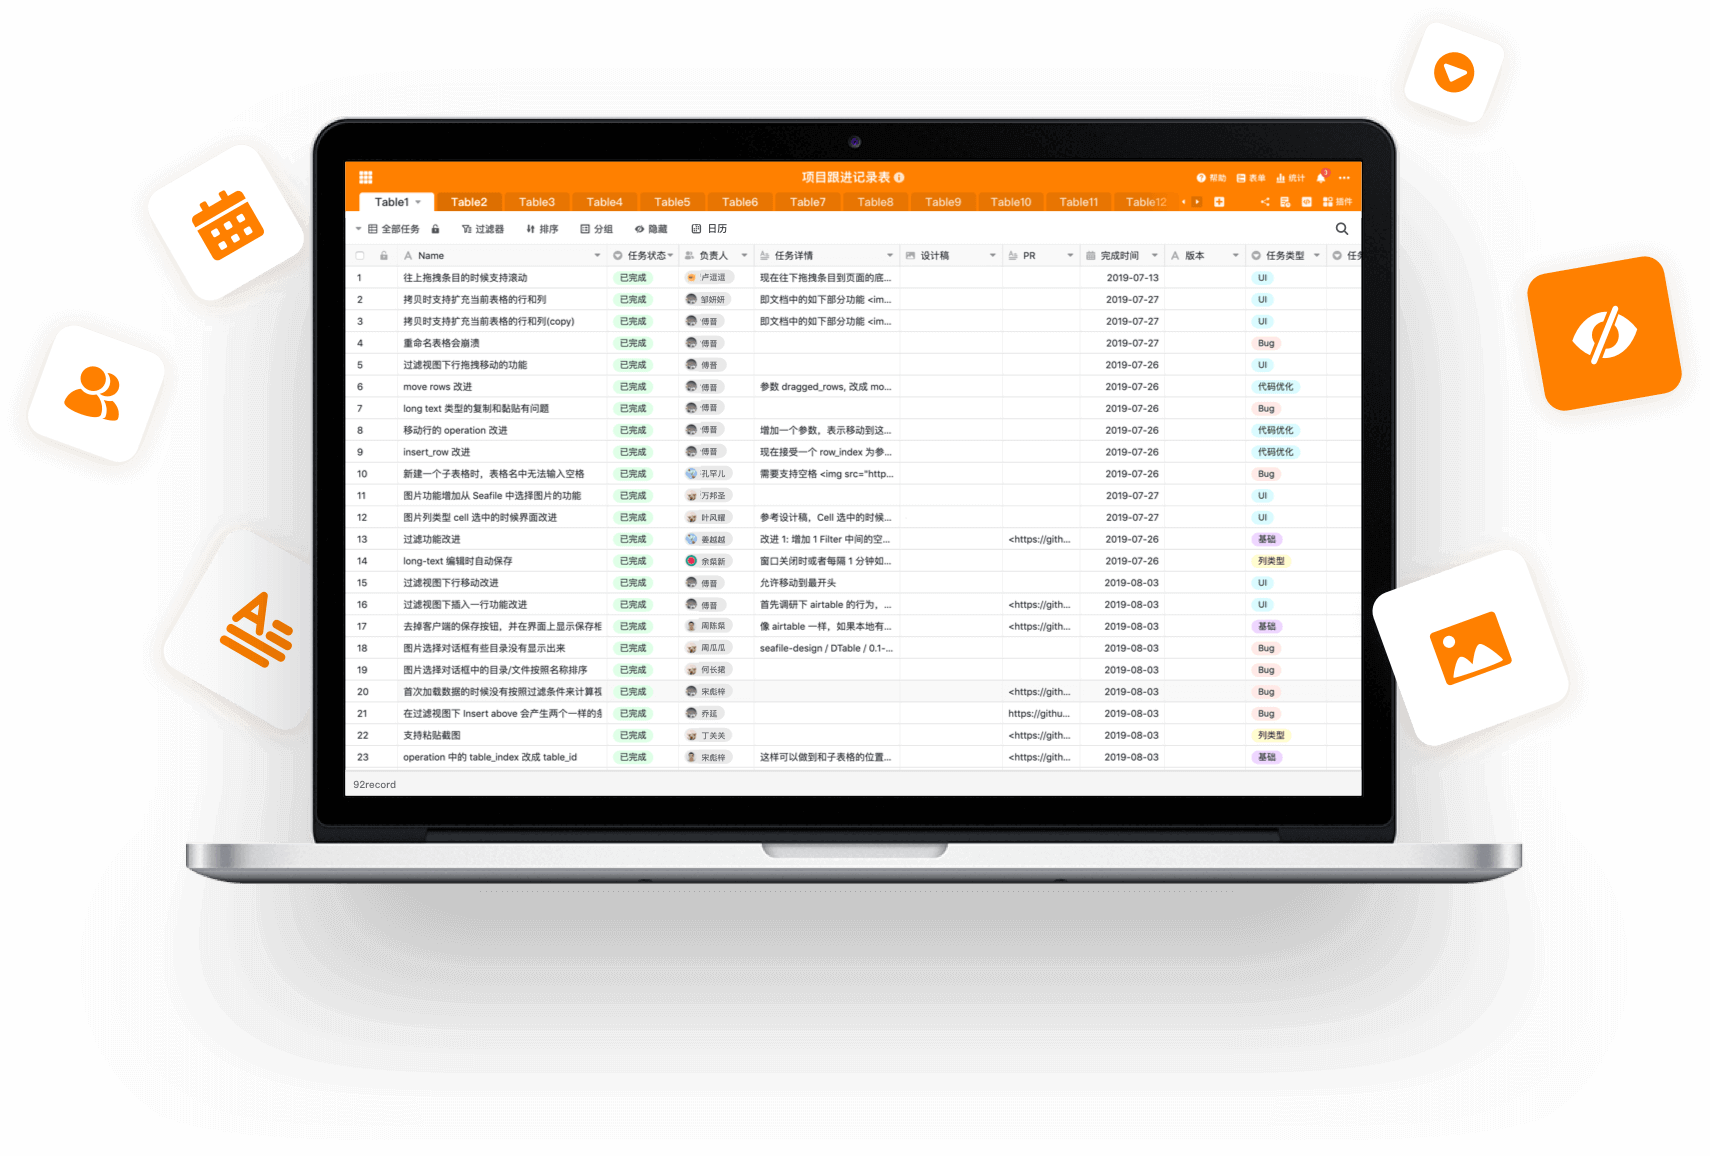 项目跟进记录表
帮助 表单 统计 3
Table1 Table2 Table3 Table4 Table5 Table6 Table7 Table8 Table9 Table10 Table11 Table12 插件
全部任务 过滤器 排序 分组 隐藏 日历
Name 任务状态 负责人 任务详情 设计稿 PR 完成时间 版本 任务类型 任务
1 往上拖拽条目的时候支持滚动 已完成 卢逗逗 现在往下拖拽条目到页面的底... 2019-07-13 UI
2 拷贝时支持扩充当前表格的行和列 已完成 邹妍妍 即文档中的如下部分功能 <im... 2019-07-27 UI
3 拷贝时支持扩充当前表格的行和列(copy) 已完成 傅音 即文档中的如下部分功能 <im... 2019-07-27 UI
4 重命名表格会崩溃 已完成 傅音 2019-07-27 Bug
5 过滤视图下行拖拽移动的功能 已完成 傅音 2019-07-26 UI
6 move rows 改进 已完成 傅音 参数 dragged_rows, 改成 mo... 2019-07-26 代码优化
7 long text 类型的复制和黏贴有问题 已完成 傅音 2019-07-26 Bug
8 移动行的 operation 改进 已完成 傅音 增加一个参数，表示移动到这... 2019-07-26 代码优化
9 insert_row 改进 已完成 傅音 现在接受一个 row_index 为参... 2019-07-26 代码优化
10 新建一个子表格时，表格名中无法输入空格 已完成 孔罕儿 需要支持空格 <img src="http... 2019-07-26 Bug
11 图片功能增加从 Seafile 中选择图片的功能 已完成 万邦圣 2019-07-27 UI
12 图片列类型 cell 选中的时候界面改进 已完成 叶风耀 参考设计稿，Cell 选中的时候... 2019-07-27 UI
13 过滤功能改进 已完成 姜越越 改进 1: 增加 1 Filter 中间的空... <https://gith... 2019-07-26 基础
14 long-text 编辑时自动保存 已完成 余燊新 窗口关闭时或者每隔 1 分钟如... 2019-07-26 列类型
15 过滤视图下行移动改进 已完成 傅音 允许移动到最开头 2019-08-03 UI
16 过滤视图下插入一行功能改进 已完成 傅音 首先调研下 airtable 的行为，... <https://gith... 2019-08-03 UI
17 去掉客户端的保存按钮，并在界面上显示保存 已完成 周陈燊 像 airtable 一样，如果本地有... <https://gith... 2019-08-03 基础
18 图片选择对话框有些目录没有显示出来 已完成 周瓜瓜 seafile-design / DTable / 0.1-... 2019-08-03 Bug
19 图片选择对话框中的目录/文件按照名称排序 已完成 何长珺 2019-08-03 Bug
20 首次加载数据的时候没有按照过滤条件来计算 已完成 宋彪梓 <https://gith... 2019-08-03 Bug
21 在过滤视图下 Insert above 会产生两个一样的 已完成 乔延 https://githu... 2019-08-03 Bug
22 支持粘贴截图 已完成 丁关关 <https://gith... 2019-08-03 列类型
23 operation 中的 table_index 改成 table_id 已完成 宋彪梓 这样可以做到和子表格的位置... <https://gith... 2019-08-03 基础
92record